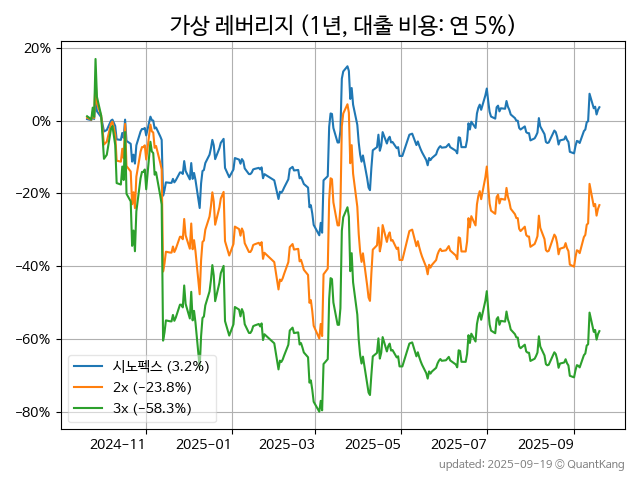 가상 레버리지 (1년, 대출 비용: 연 5%)
20%
0%
−20%
−40%
−60%
−80%
시노펙스 (3.2%)
2x (−23.8%)
3x (−58.3%)
2024−11 2025−01 2025−03 2025−05 2025−07 2025−09
updated: 2025−09−19 @ QuantKang